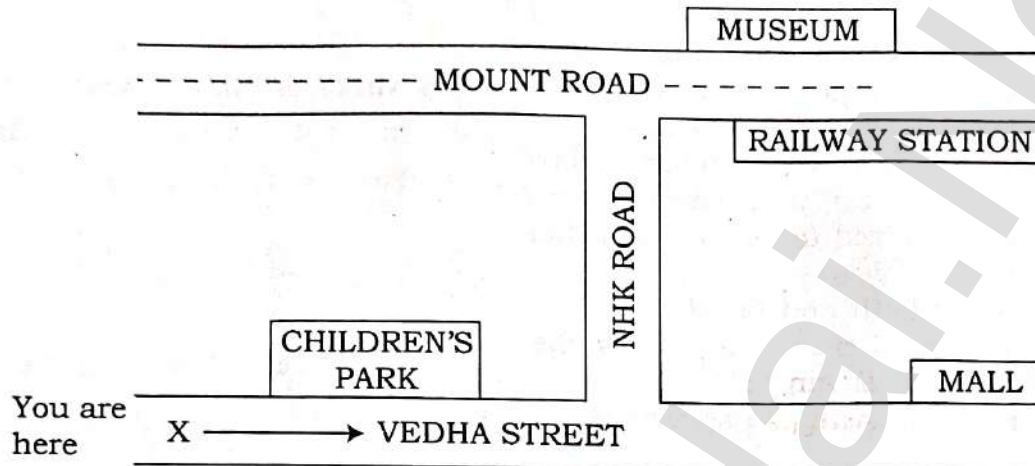 MUSEUM
MOUNT ROAD
RAILWAY STATION
NHK ROAD
CHILDREN'S
PARK
MALL
You are
here
X
VEDHA STREET